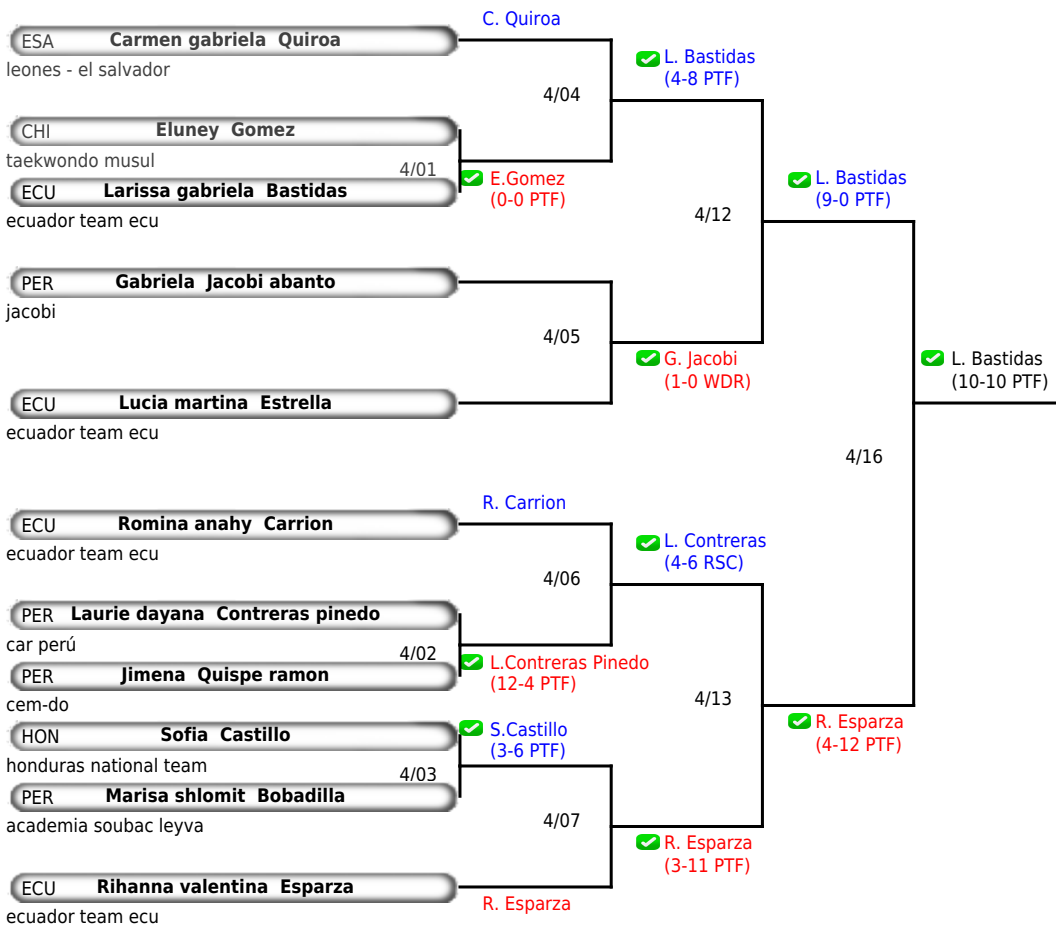 C. Quiroa
ESA Carmen gabriela Quiroa
leones - el salvador
L. Bastidas
(4-8 PTF)
4/04
CHI Eluney Gomez
taekwondo musul
4/01
E.Gomez
(0-0 PTF)
ECU Larissa gabriela Bastidas
ecuador team ecu
L. Bastidas
(9-0 PTF)
4/12
PER Gabriela Jacobi abanto
jacobi
4/05
G. Jacobi
(1-0 WDR)
L. Bastidas
(10-10 PTF)
ECU Lucia martina Estrella
ecuador team ecu
4/16
R. Carrion
ECU Romina anahy Carrion
ecuador team ecu
L. Contreras
(4-6 RSC)
4/06
PER Laurie dayana Contreras pinedo
car perú
4/02
L.Contreras Pinedo
(12-4 PTF)
PER Jimena Quispe ramon
cem-do
4/13
R. Esparza
(4-12 PTF)
HON Sofia Castillo
honduras national team
S.Castillo
(3-6 PTF)
4/03
PER Marisa shlomit Bobadilla
academia soubac leyva
4/07
R. Esparza
(3-11 PTF)
ECU Rihanna valentina Esparza
ecuador team ecu
R. Esparza